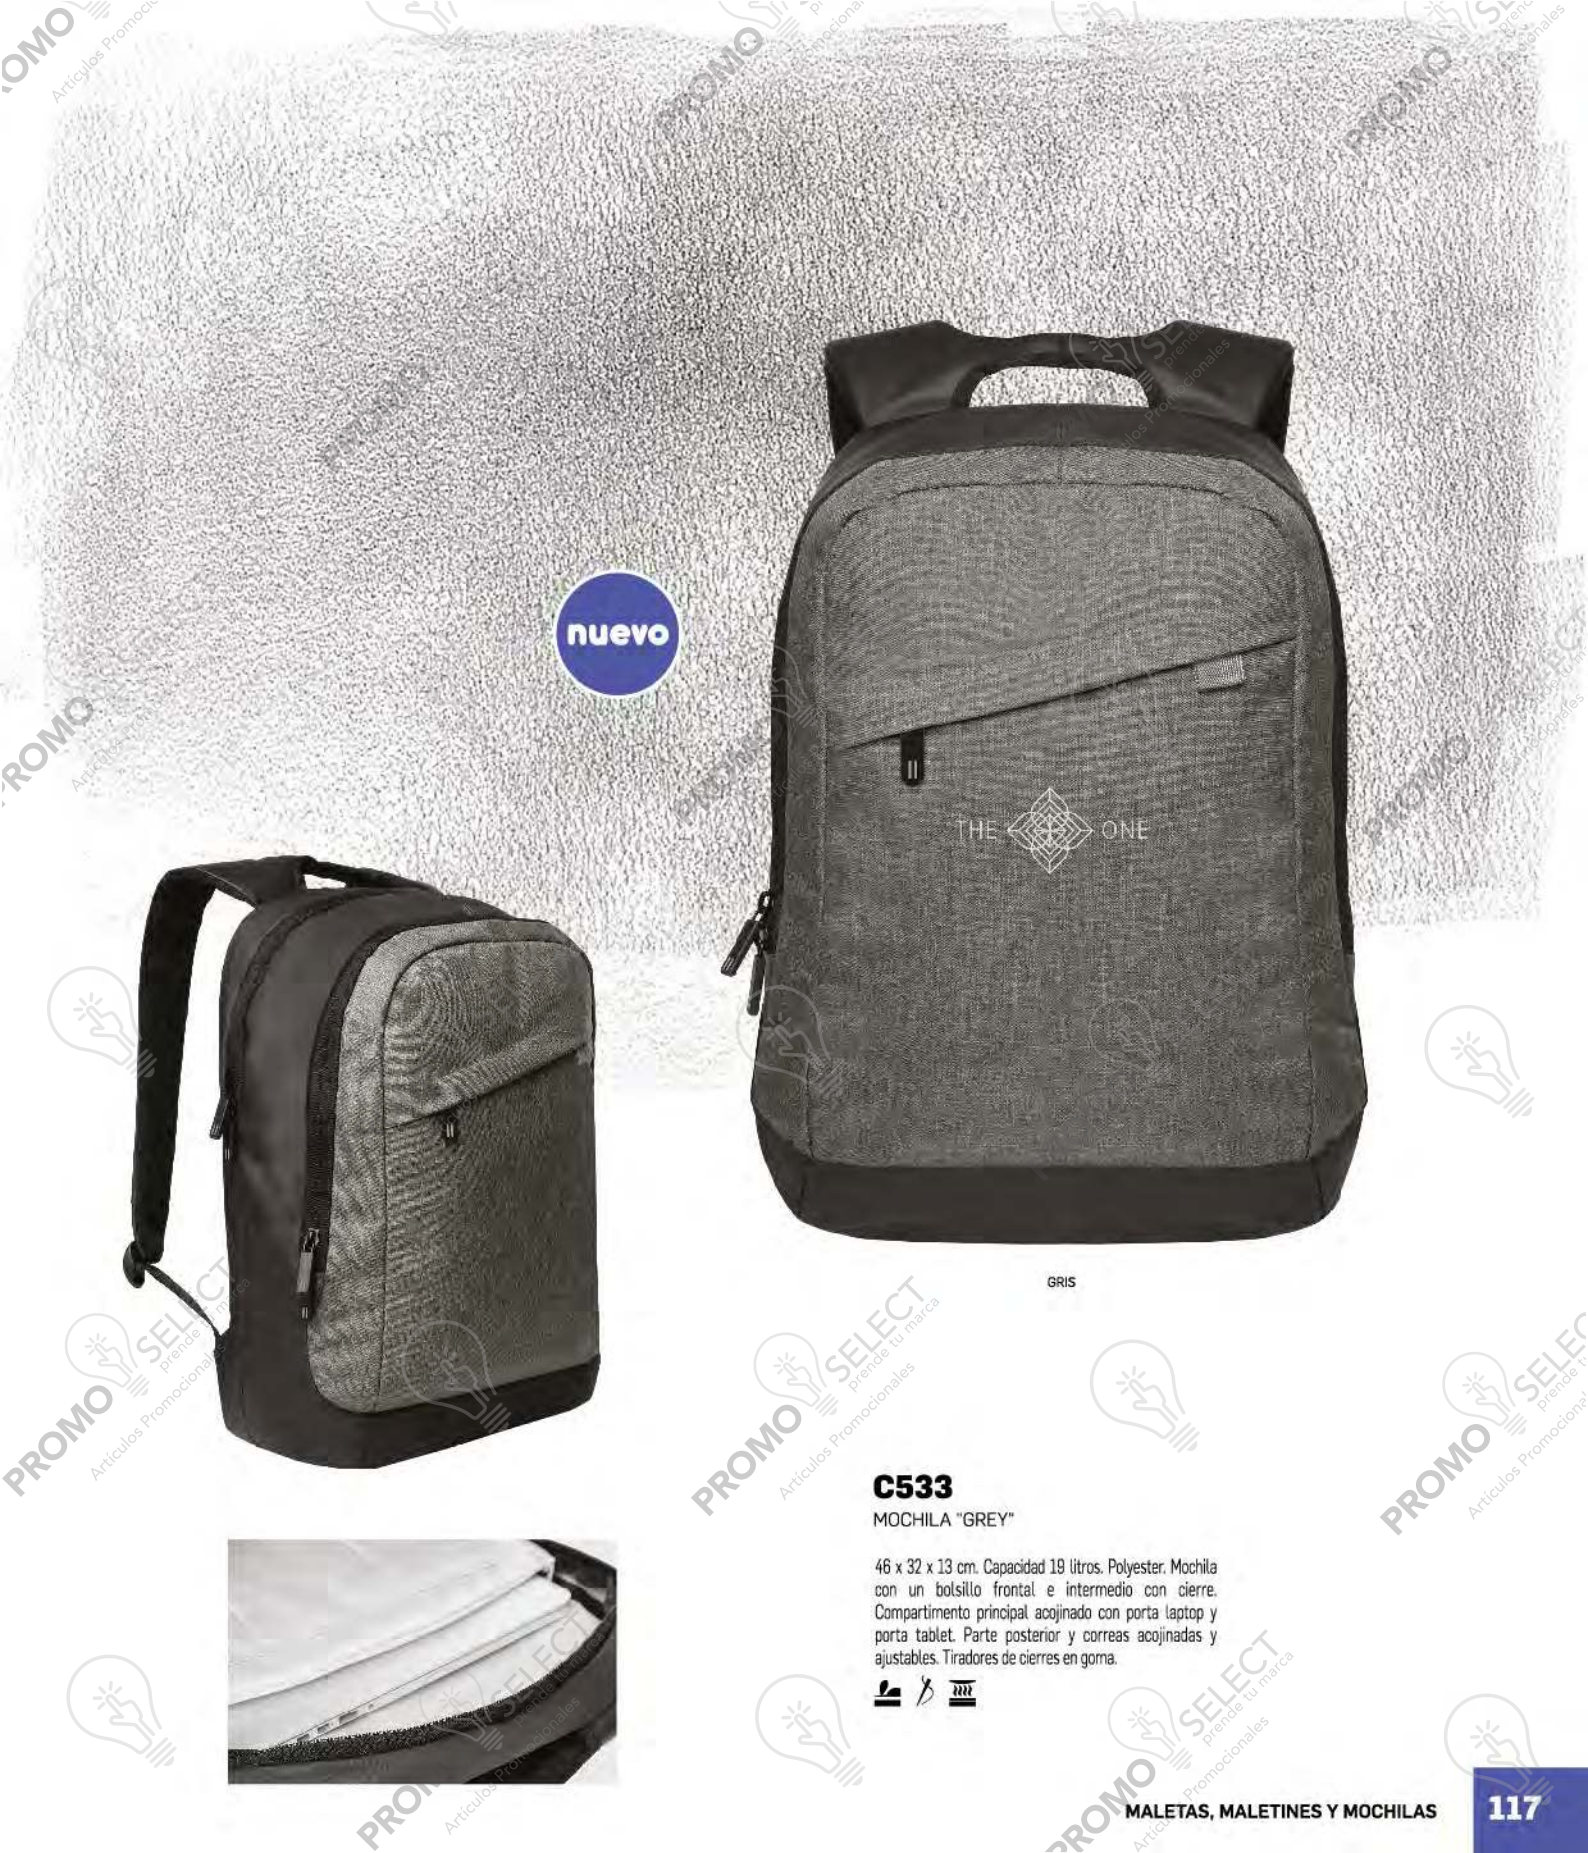 nuevo
THE ONE
GRIS
C533
MOCHILA "GREY"
46 x 32 x 13 cm. Capacidad 19 litros. Polyester. Mochila
con un bolsillo frontal e intermedio con cierre.
Compartimento principal acojinado con porta laptop y
porta tablet. Parte posterior y correas acojinadas y
ajustables. Tiradores de cierres en goma.
MALETAS, MALETINES Y MOCHILAS
117
PROMO SELECT
prende tu marca
Artículos Promocionales